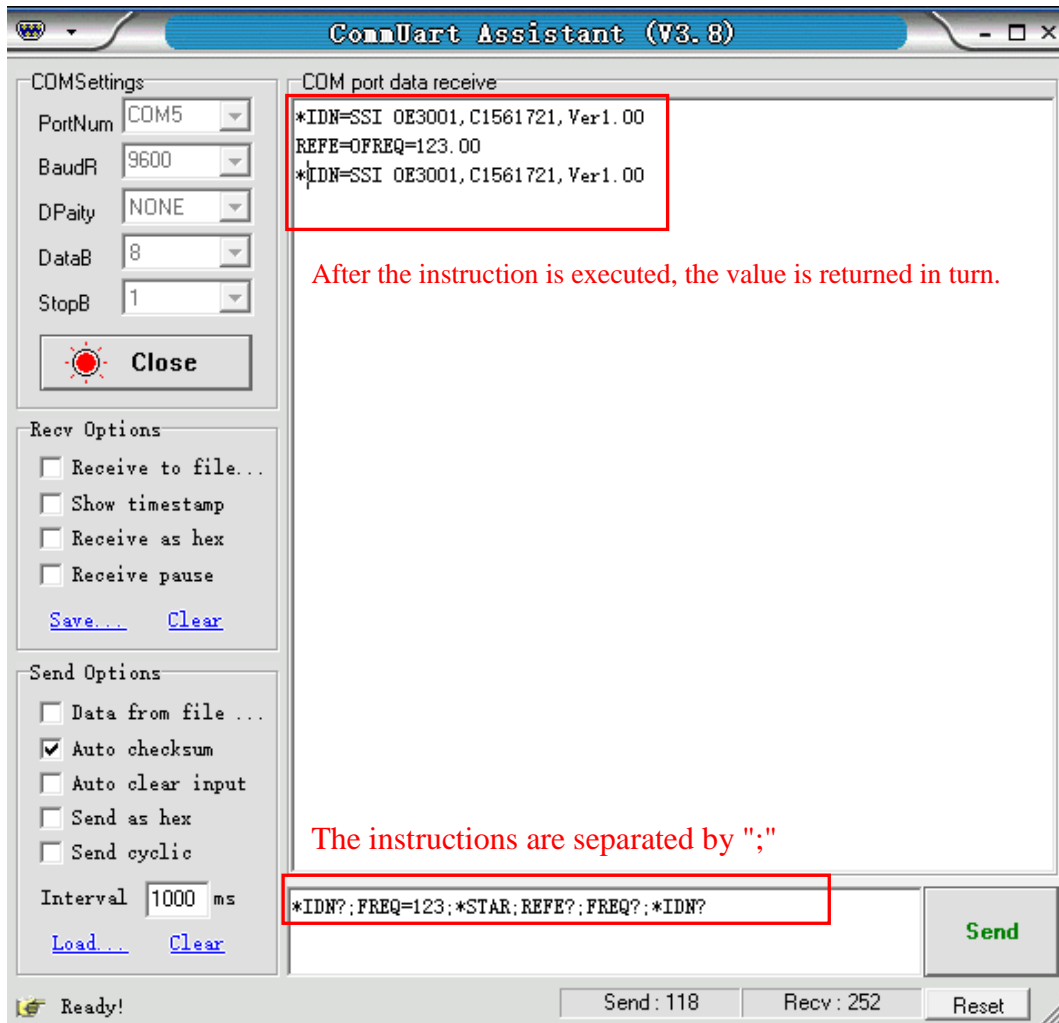 CommUart Assistant (V3.8)
COMSettings
PortNum COM5
BaudR 9600
DPaity NONE
DataB 8
StopB 1
Close
Recv Options
Receive to file...
Show timestamp
Receive as hex
Receive pause
Save... Clear
Send Options
Data from file ...
Auto checksum
Auto clear input
Send as hex
Send cyclic
Interval 1000 ms
Load... Clear
COM port data receive
*IDN=SSI OE3001,C1561721,Ver1.00
REFE=0FREQ=123.00
*IDN=SSI OE3001,C1561721,Ver1.00
After the instruction is executed, the value is returned in turn.
The instructions are separated by ";"
*IDN?;FREQ=123;*STAR;REFE?;FREQ?;*IDN?
Send
Ready!
Send : 118
Recv : 252
Reset